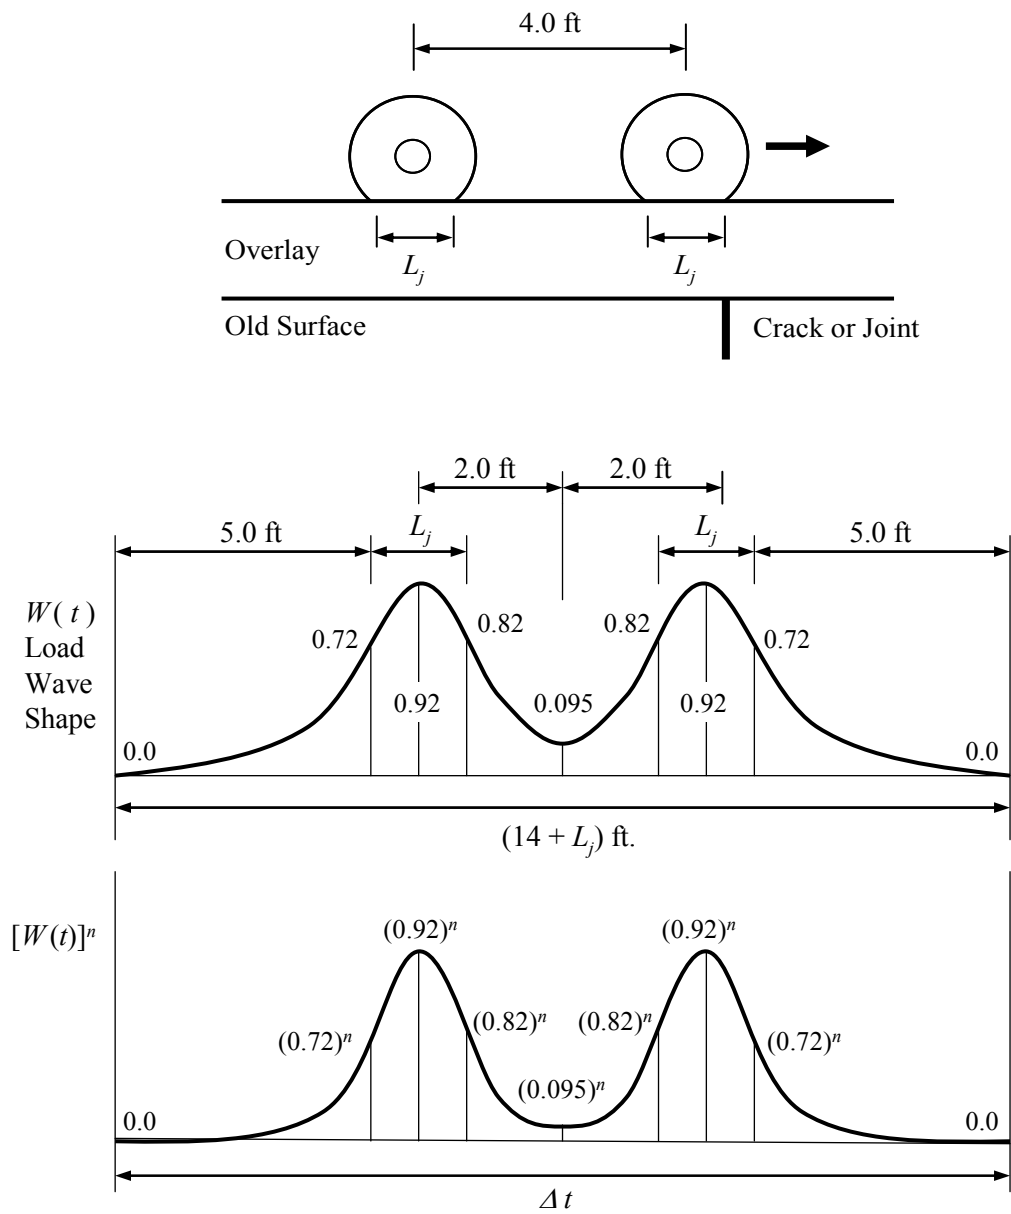 4.0 ft
Overlay
L_j L_j
Old Surface Crack or Joint
2.0 ft 2.0 ft
5.0 ft L_j L_j 5.0 ft
W( t )
Load
Wave
Shape
0.72 0.82 0.82 0.72
0.92 0.095 0.92
0.0 0.0
(14 + L_j) ft.
[W(t)]^n
(0.92)^n (0.92)^n
(0.72)^n (0.82)^n (0.82)^n (0.72)^n
(0.095)^n
0.0 0.0
Δ t